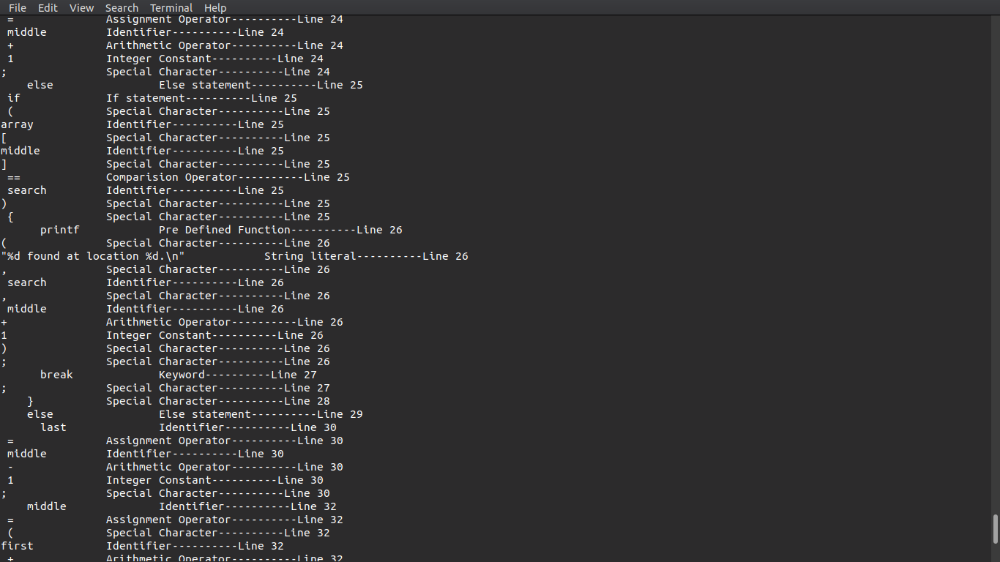 File Edit View Search Terminal Help
 =              Assignment Operator----------Line 24
 middle         Identifier----------Line 24
 +              Arithmetic Operator----------Line 24
 1              Integer Constant----------Line 24
;               Special Character----------Line 24
    else                Else statement----------Line 25
 if             If statement----------Line 25
 (              Special Character----------Line 25
array           Identifier----------Line 25
[               Special Character----------Line 25
middle          Identifier----------Line 25
]               Special Character----------Line 25
 ==             Comparision Operator----------Line 25
 search         Identifier----------Line 25
)               Special Character----------Line 25
 {              Special Character----------Line 25
      printf            Pre Defined Function----------Line 26
(               Special Character----------Line 26
"%d found at location %d.\n"            String literal----------Line 26
,               Special Character----------Line 26
 search         Identifier----------Line 26
,               Special Character----------Line 26
 middle         Identifier----------Line 26
+               Arithmetic Operator----------Line 26
1               Integer Constant----------Line 26
)               Special Character----------Line 26
;               Special Character----------Line 26
      break             Keyword----------Line 27
;               Special Character----------Line 27
    }           Special Character----------Line 28
    else                Else statement----------Line 29
      last              Identifier----------Line 30
 =              Assignment Operator----------Line 30
 middle         Identifier----------Line 30
 -              Arithmetic Operator----------Line 30
 1              Integer Constant----------Line 30
;               Special Character----------Line 30
    middle              Identifier----------Line 32
 =              Assignment Operator----------Line 32
 (              Special Character----------Line 32
first           Identifier----------Line 32
 +              Arithmetic Operator----------Line 32